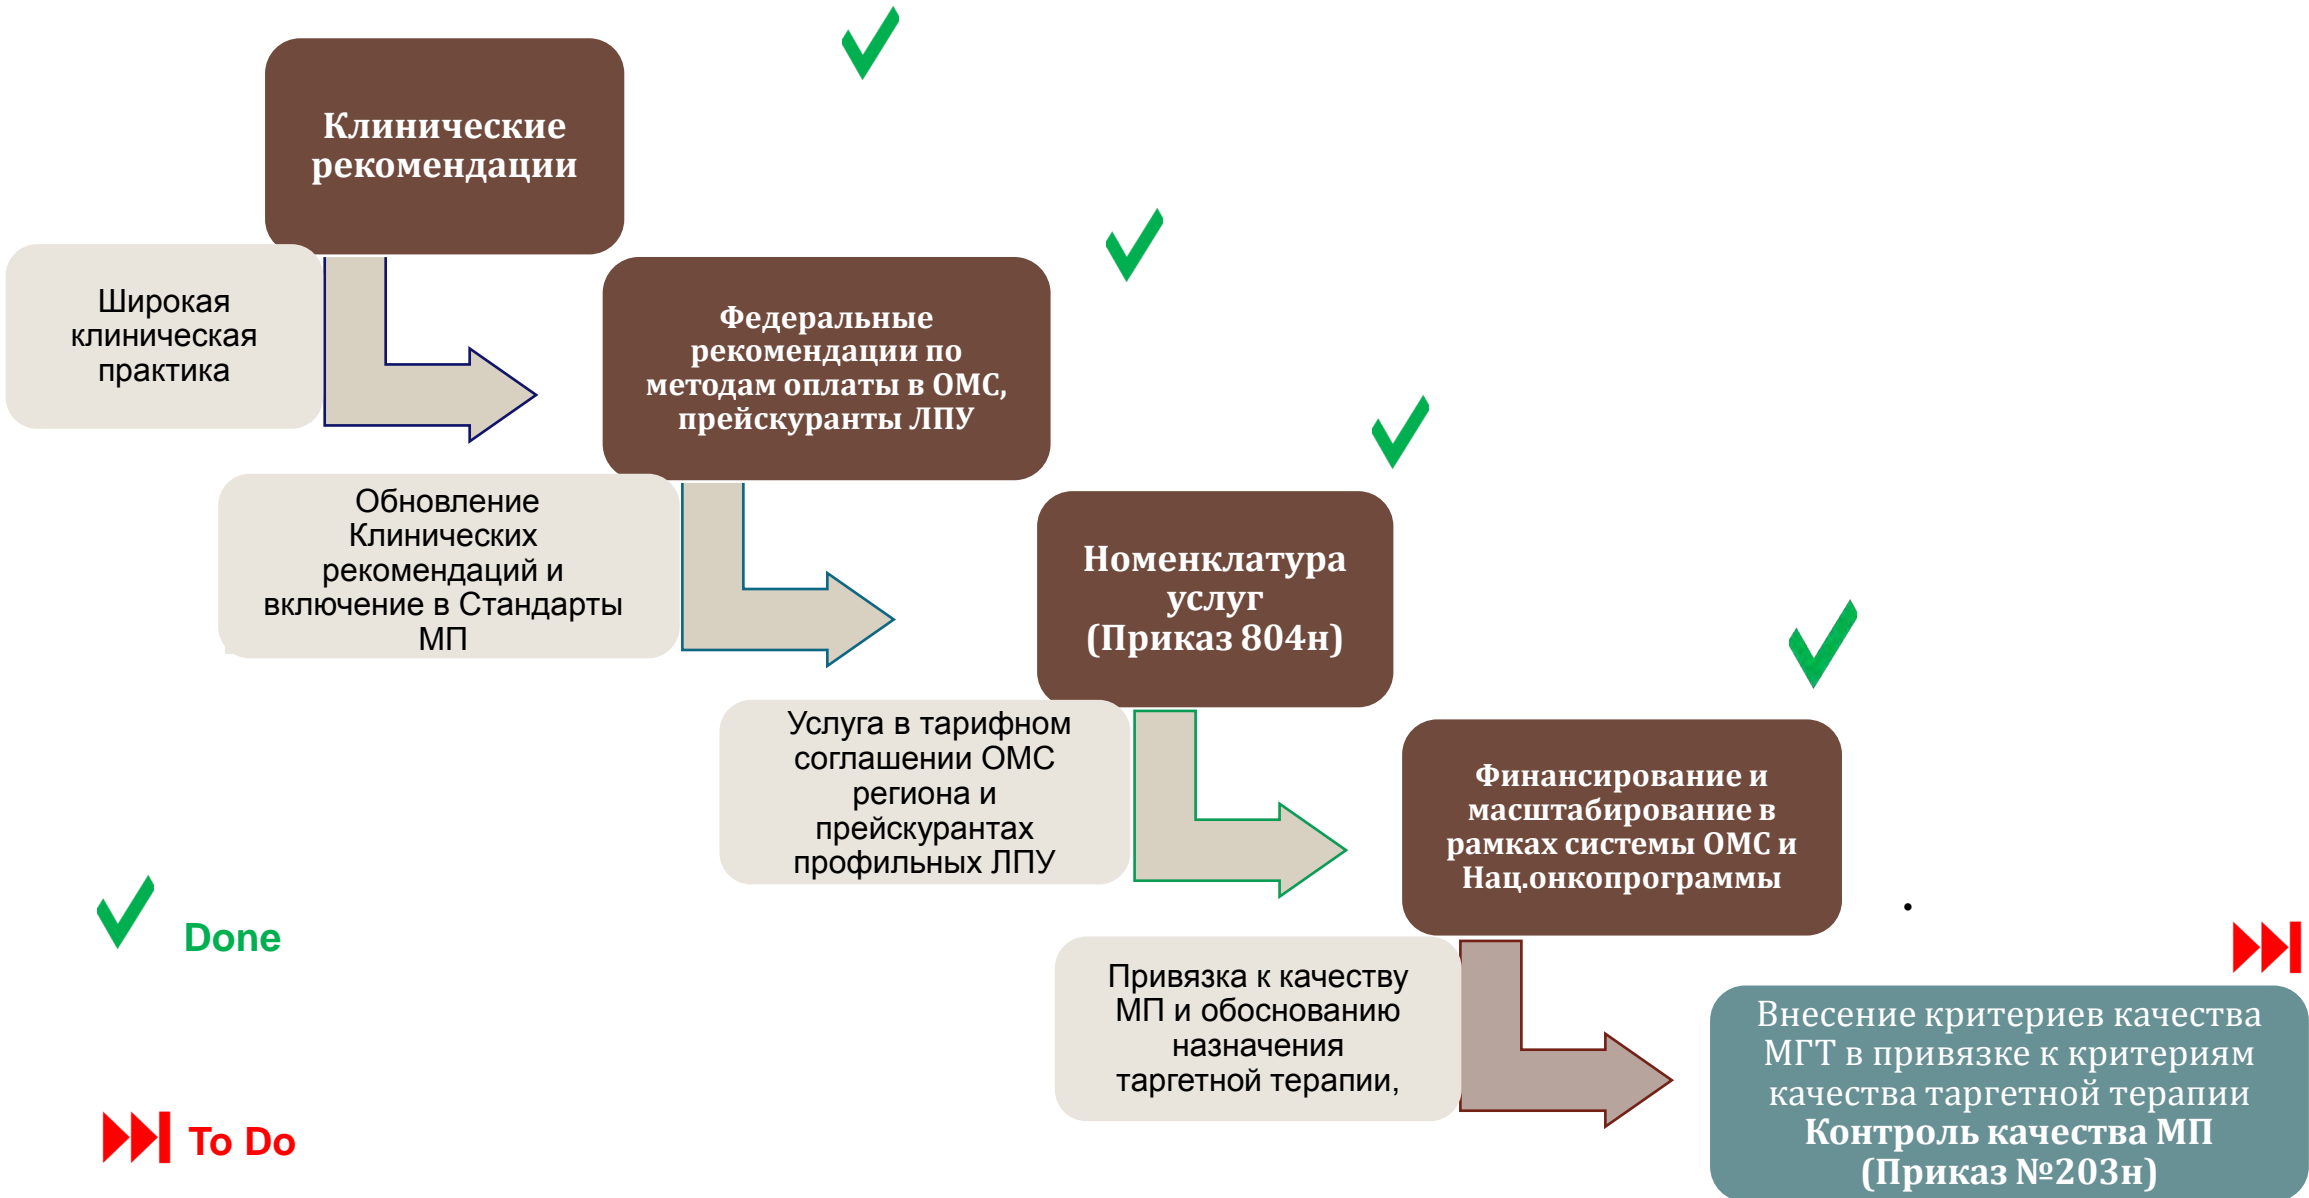 Клинические
рекомендации
Широкая
клиническая
практика
Федеральные
рекомендации по
методам оплаты в ОМС,
прейскуранты ЛПУ
Обновление
Клинических
рекомендаций и
включение в Стандарты
МП
Номенклатура
услуг
(Приказ 804н)
Услуга в тарифном
соглашении ОМС
региона и
прейскурантах
профильных ЛПУ
Финансирование и
масштабирование в
рамках системы ОМС и
Нац.онкопрограммы
.
Привязка к качеству
МП и обоснованию
назначения
таргетной терапии,
Внесение критериев качества
МГТ в привязке к критериям
качества таргетной терапии
Контроль качества МП
(Приказ №203н)
Done
To Do